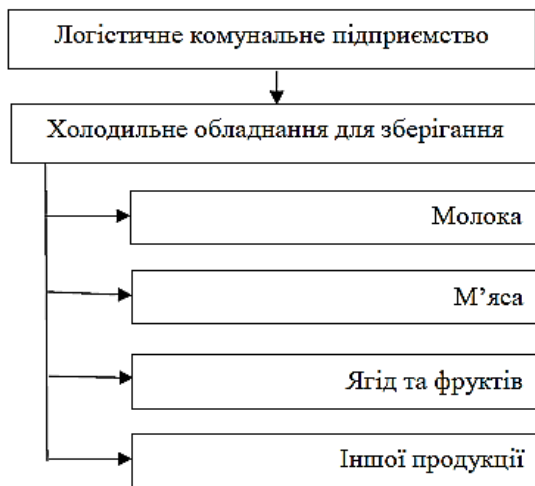 Логістичне комунальне підприємство
Холодильне обладнання для зберігання
Молока
М’яса
Ягід та фруктів
Іншої продукції